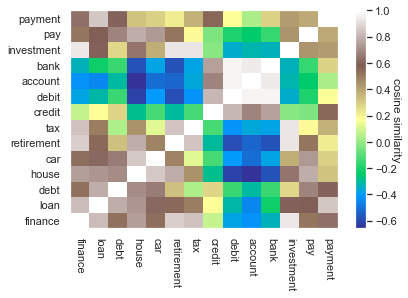 payment
pay
investment
bank
account
debit
credit
tax
retirement
car
house
debt
loan
finance
finance
loan
debt
house
car
retirement
tax
credit
debit
account
bank
investment
pay
payment
1.0
0.8
0.6
0.4
0.2
0.0
−0.2
−0.4
−0.6
cosine similarity